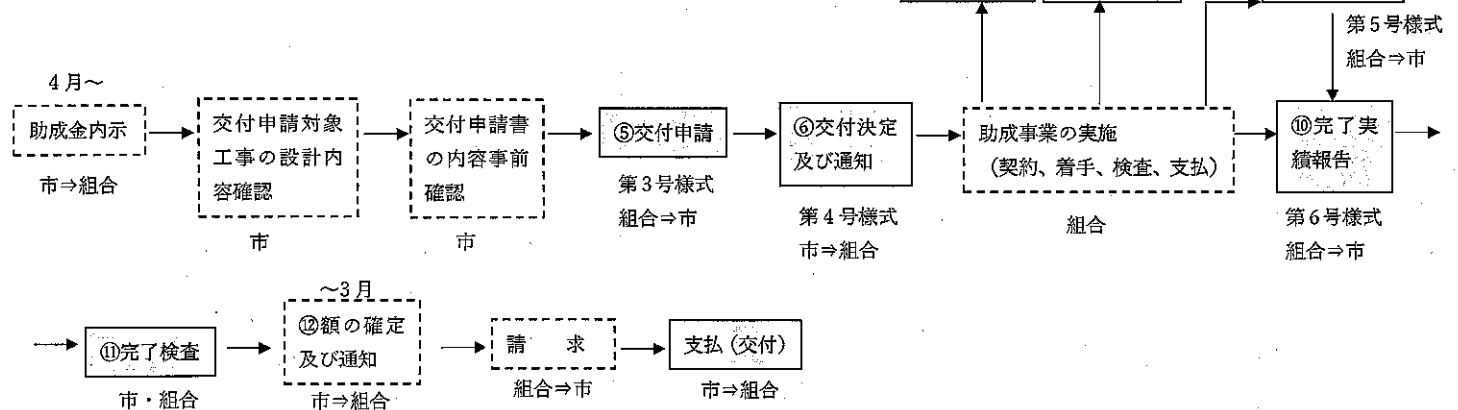 第5号様式
組合⇒市
4月～
助成金内示
市⇒組合
交付申請対象
工事の設計内
容確認
市
交付申請書
の内容事前
確認
市
⑤交付申請
第3号様式
組合⇒市
⑥交付決定
及び通知
第4号様式
市⇒組合
助成事業の実施
（契約、着手、検査、支払）
組合
⑩完了実
績報告
第6号様式
組合⇒市
⑪完了検査
市・組合
～3月
⑫額の確定
及び通知
市⇒組合
請　求
組合⇒市
支払（交付）
市⇒組合